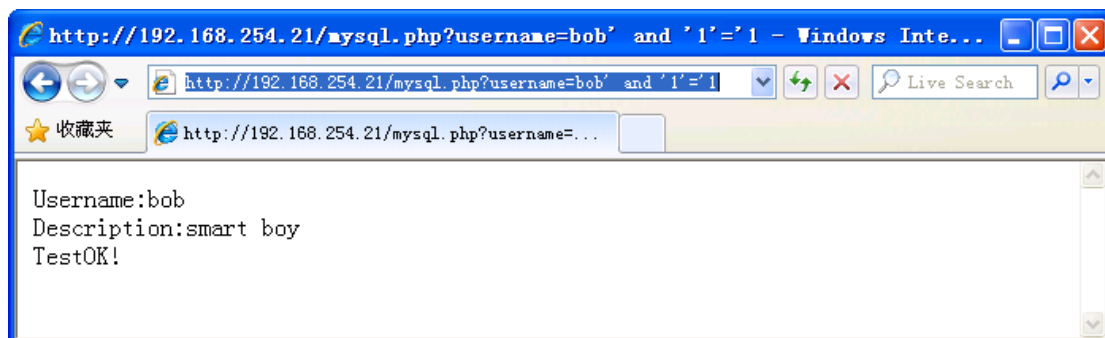 http://192.168.254.21/mysql.php?username=bob' and '1'='1 - Windows Inte...
http://192.168.254.21/mysql.php?username=bob' and '1'='1
Live Search
收藏夹
http://192.168.254.21/mysql.php?username=...
Username:bob
Description:smart boy
TestOK!